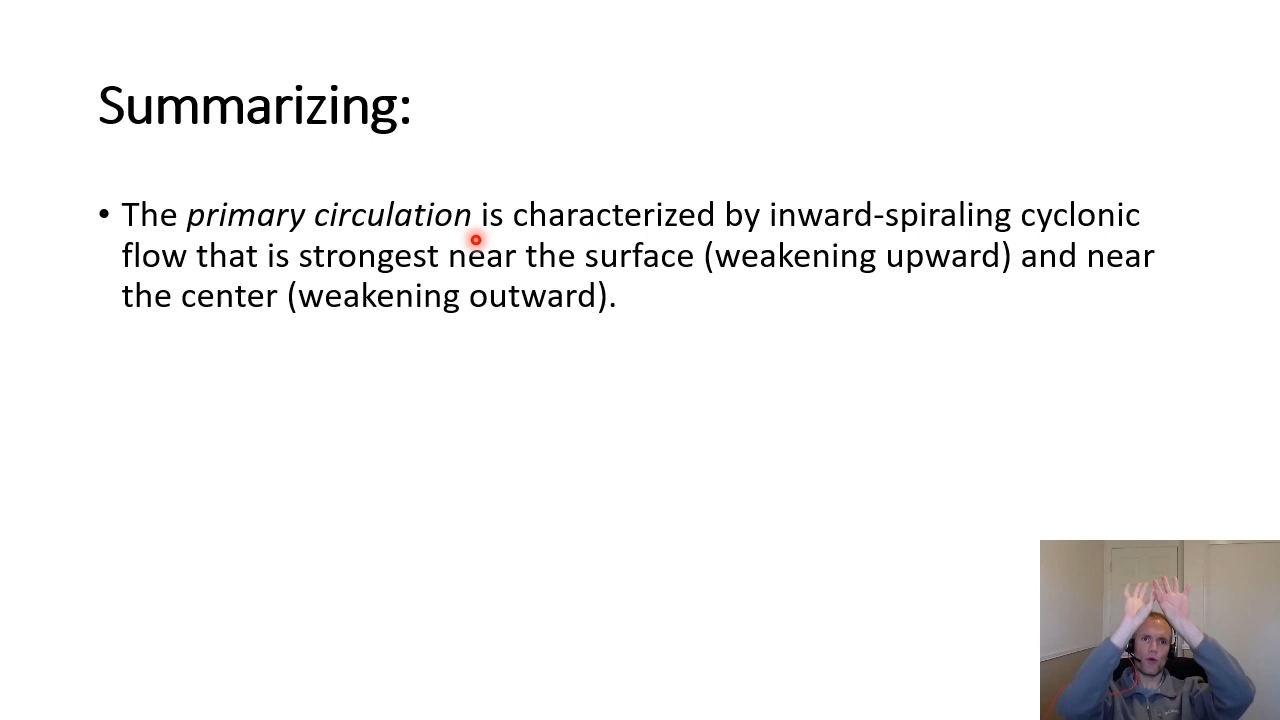 Summarizing:
• The primary circulation is characterized by inward-spiraling cyclonic
flow that is strongest near the surface (weakening upward) and near
the center (weakening outward).